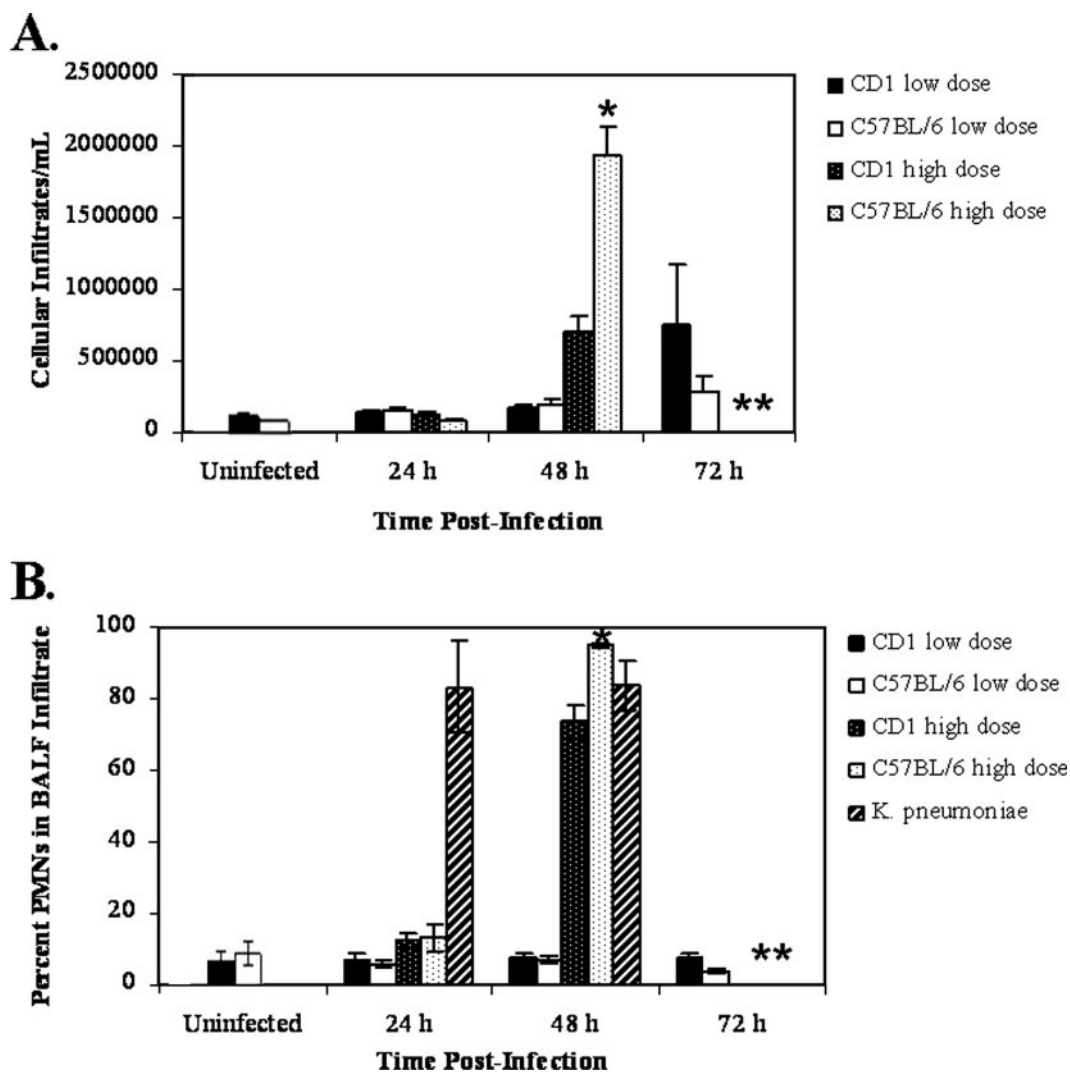 A.
2500000
2000000
1500000
1000000
500000
0
Cellular Infiltrates/mL
*
**
Uninfected 24 h 48 h 72 h
Time Post-Infection
CD1 low dose
C57BL/6 low dose
CD1 high dose
C57BL/6 high dose
B.
100
80
60
40
20
0
Percent PMNs in BALF Infiltrate
*
**
Uninfected 24 h 48 h 72 h
Time Post-Infection
CD1 low dose
C57BL/6 low dose
CD1 high dose
C57BL/6 high dose
K. pneumoniae